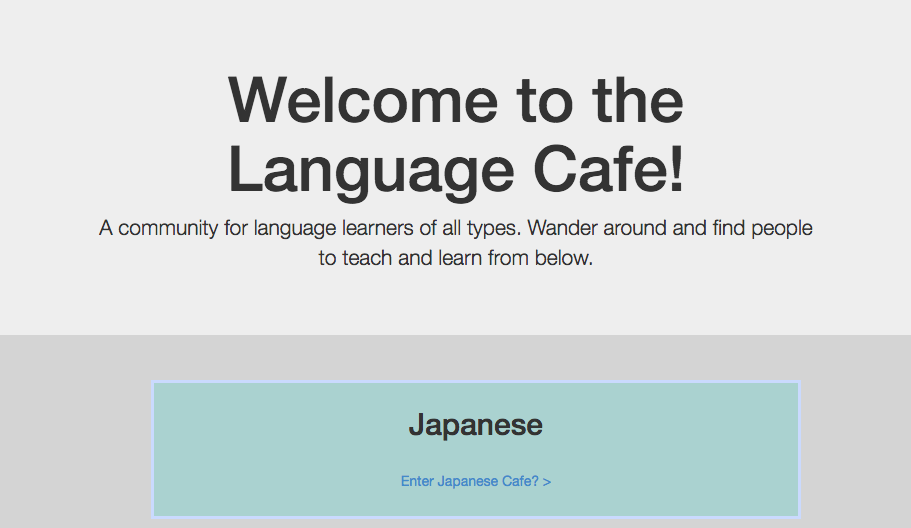 Welcome to the
Language Cafe!
A community for language learners of all types. Wander around and find people
to teach and learn from below.
Japanese
Enter Japanese Cafe? >